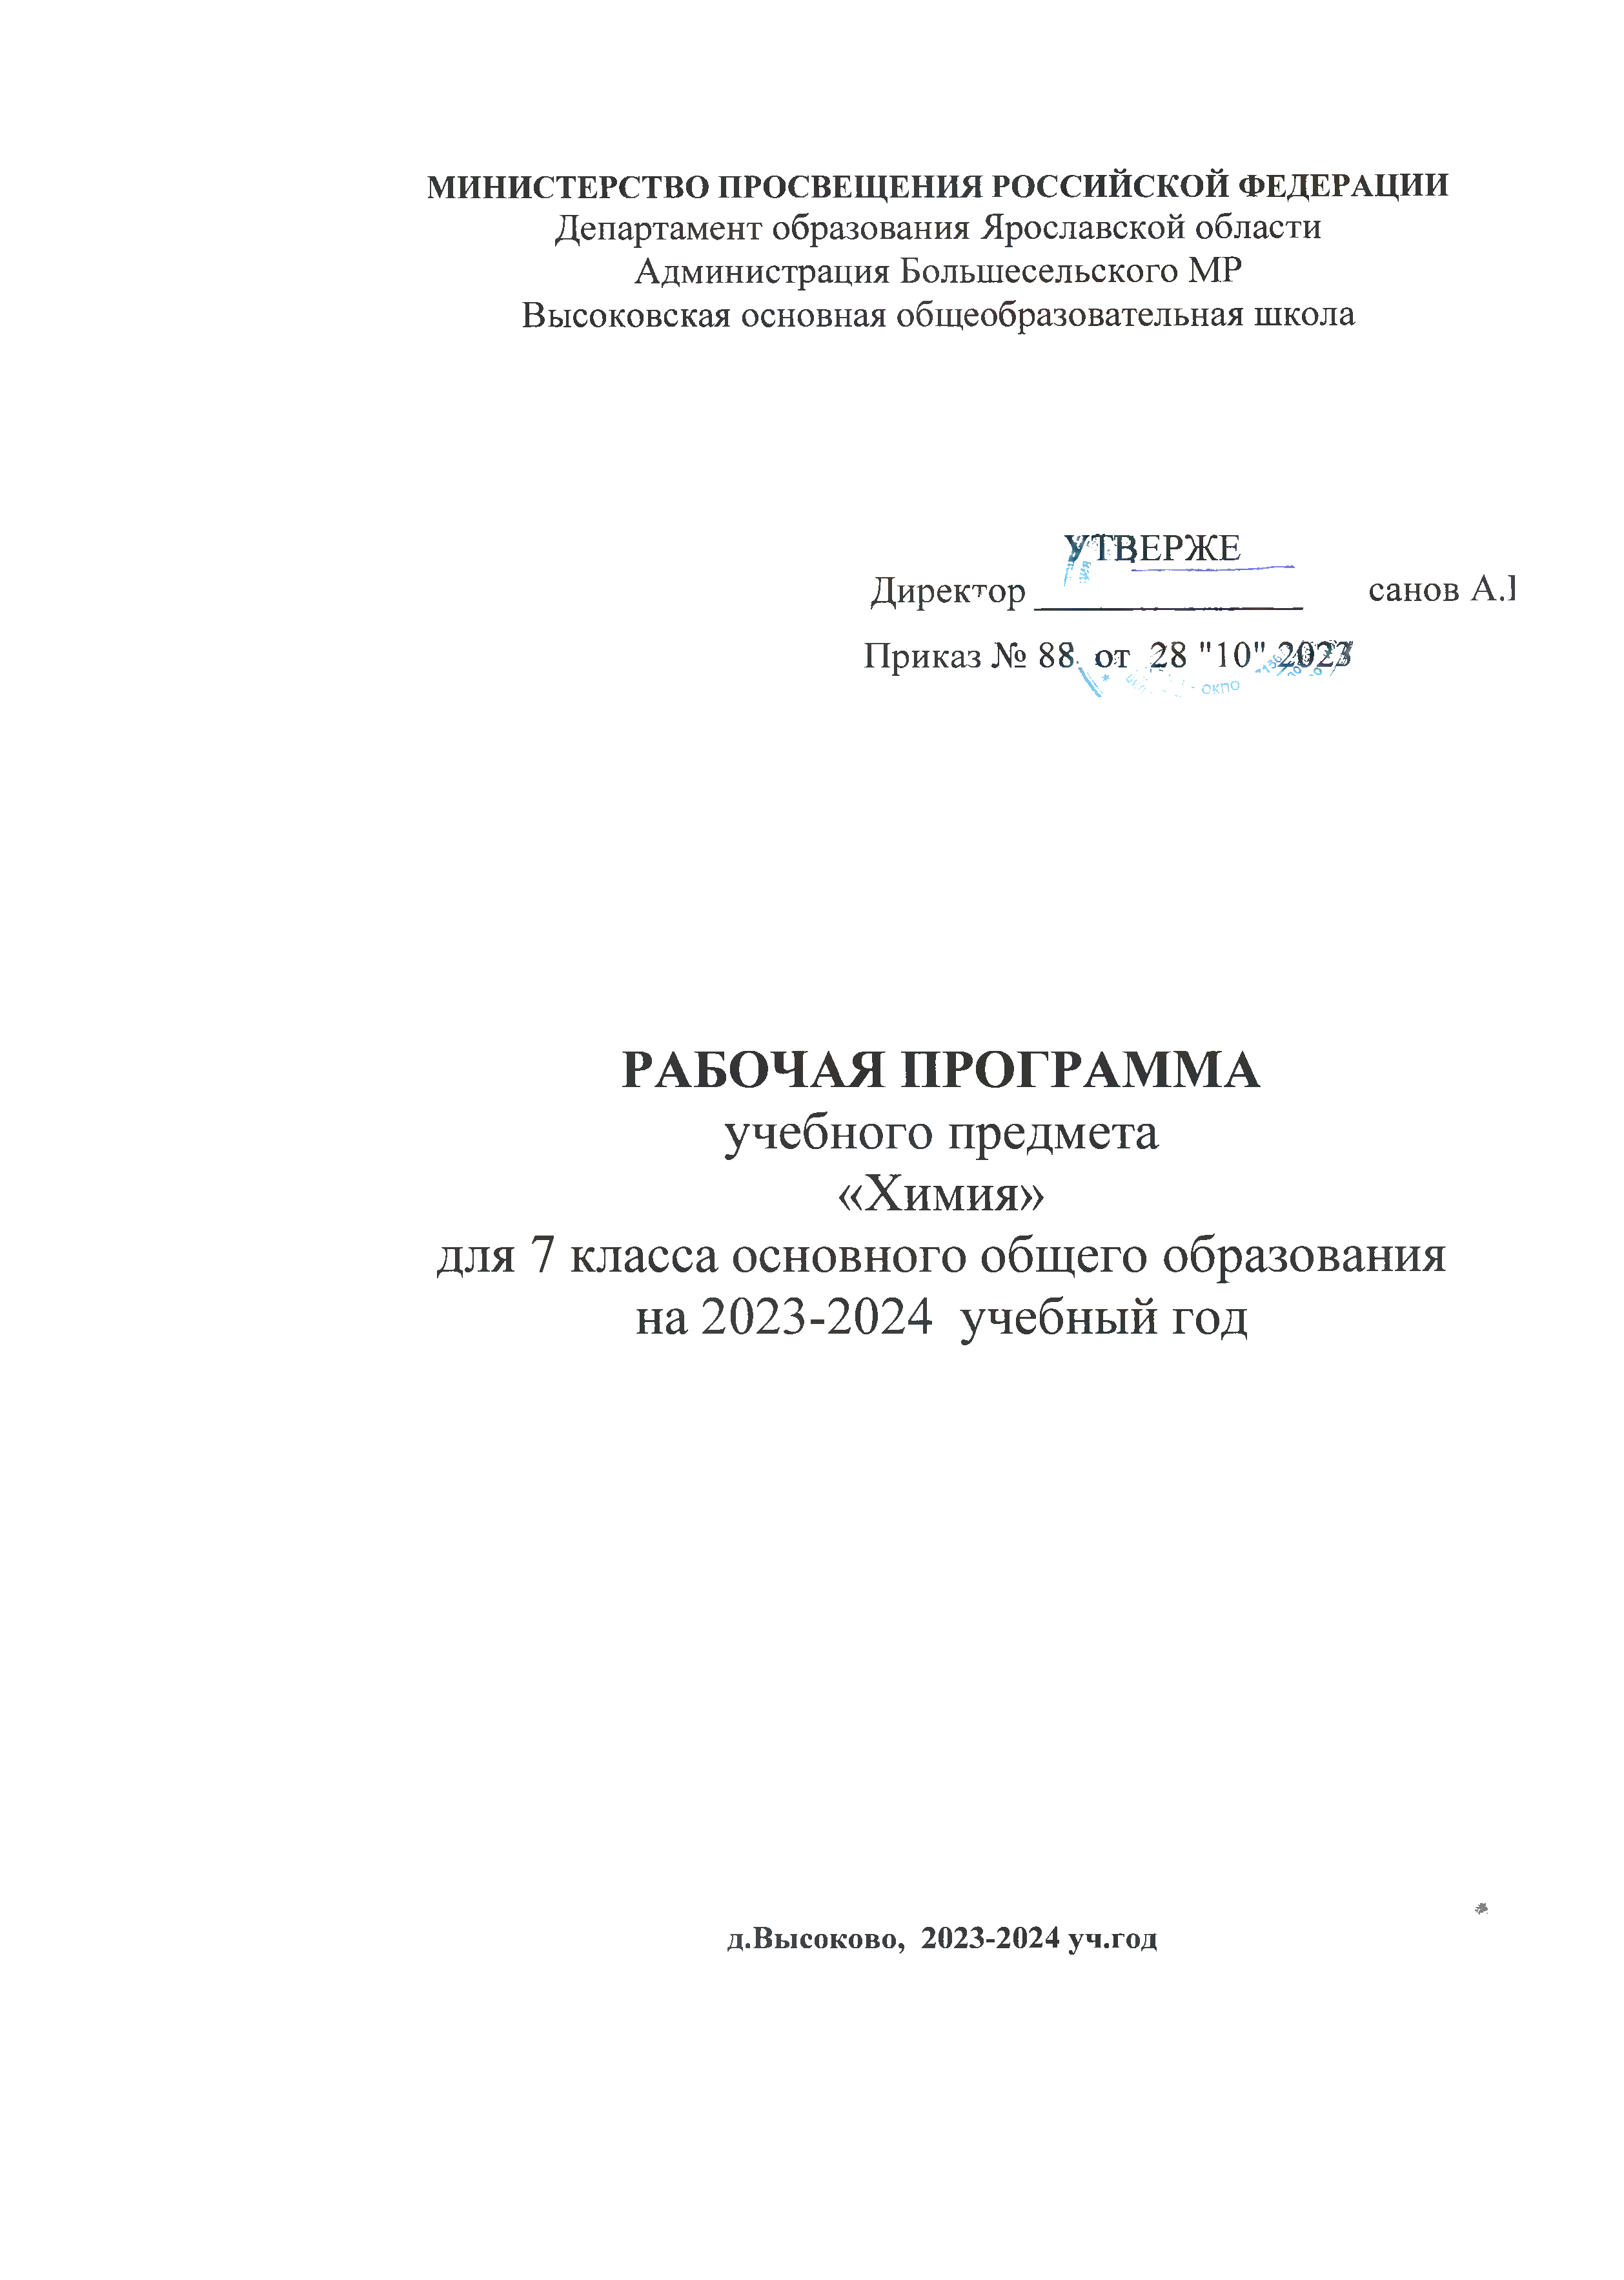 МИНИСТЕРСТВО ПРОСВЕЩЕНИЯ РОССИЙСКОЙ ФЕДЕРАЦИИ
Департамент образования Ярославской области
Администрация Большесельского МР
Высоковская основная общеобразовательная школа
УТВЕРЖЕ
Директор санов А.
Приказ № 88 от 28 "10" 2023
ОКПО
РАБОЧАЯ ПРОГРАММА
учебного предмета
«Химия»
для 7 класса основного общего образования
на 2023-2024 учебный год
д.Высоково, 2023-2024 уч.год